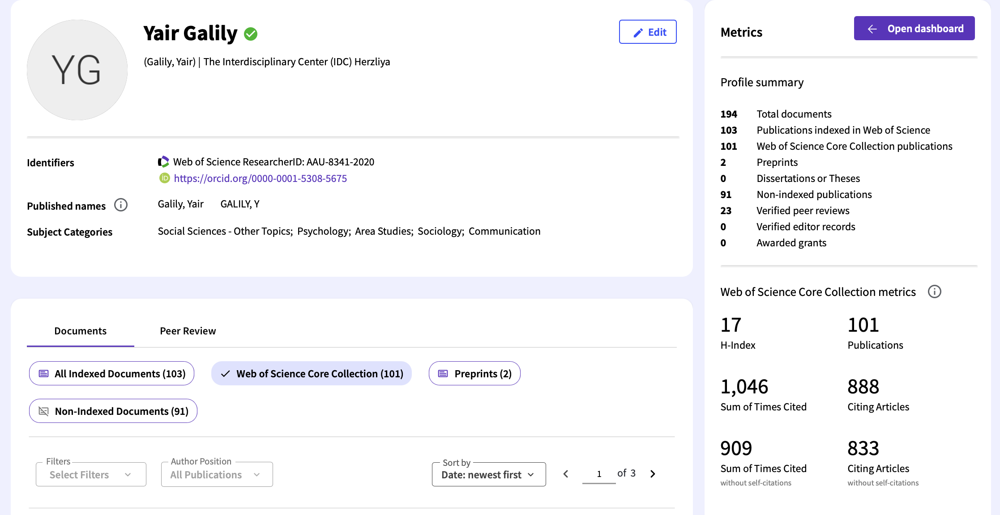 YG
Yair Galily
Edit
(Galily, Yair) | The Interdisciplinary Center (IDC) Herzliya
Identifiers
Web of Science ResearcherID: AAU-8341-2020
iD https://orcid.org/0000-0001-5308-5675
Published names
Galily, Yair GALILY, Y
Subject Categories
Social Sciences - Other Topics; Psychology; Area Studies; Sociology; Communication
Documents
Peer Review
All Indexed Documents (103)
Web of Science Core Collection (101)
Preprints (2)
Non-Indexed Documents (91)
Filters
Select Filters
Author Position
All Publications
Sort by
Date: newest first
1 of 3
Metrics
Open dashboard
Profile summary
194 Total documents
103 Publications indexed in Web of Science
101 Web of Science Core Collection publications
2 Preprints
0 Dissertations or Theses
91 Non-indexed publications
23 Verified peer reviews
0 Verified editor records
0 Awarded grants
Web of Science Core Collection metrics
17 101
H-Index Publications
1,046 888
Sum of Times Cited Citing Articles
909 833
Sum of Times Cited Citing Articles
without self-citations without self-citations